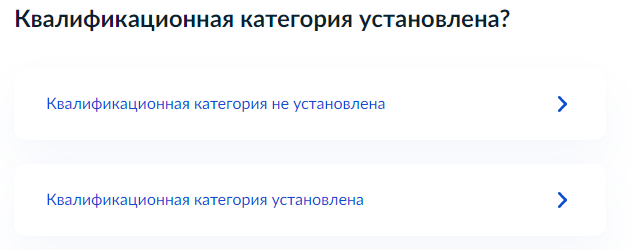 Квалификационная категория установлена?
Квалификационная категория не установлена
Квалификационная категория установлена